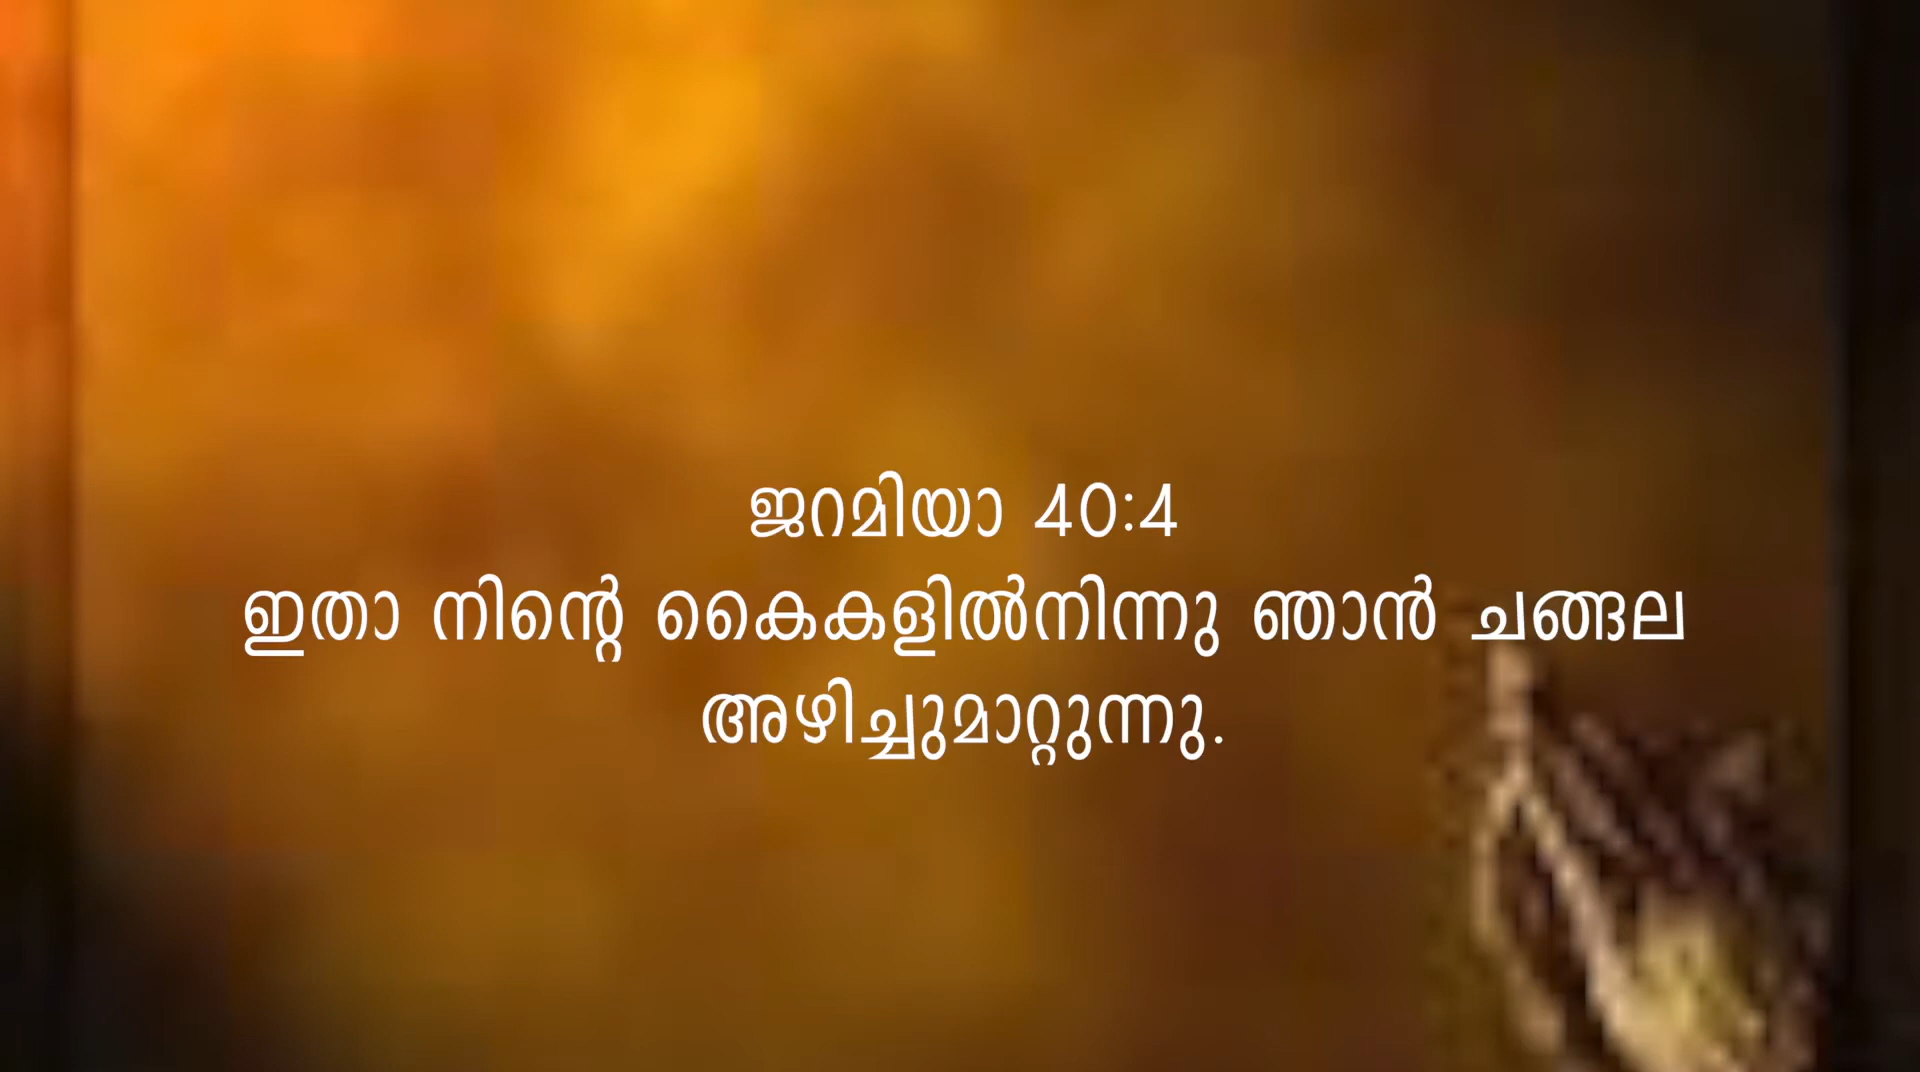 ജറമിയാ 40:4
ഇതാ നിന്റെ കൈകളിൽനിന്നു ഞാൻ ചങ്ങല
അഴിച്ചുമാറ്റുന്നു.